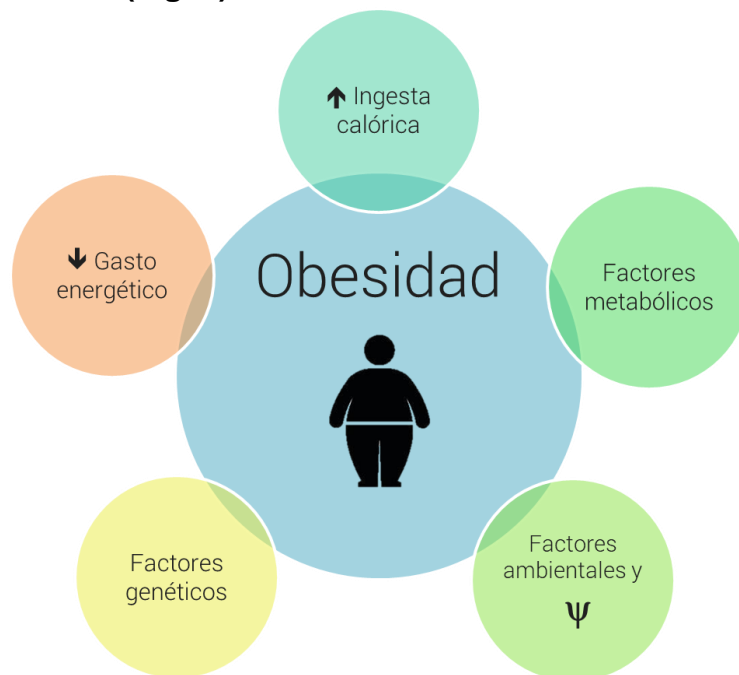 ↑ Ingesta
calórica
↓ Gasto
energético
Obesidad
Factores
metabólicos
Factores
genéticos
Factores
ambientales y
Ψ